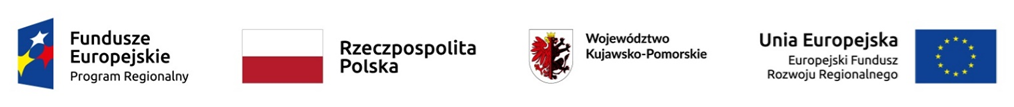 Fundusze
Europejskie
Program Regionalny
Rzeczpospolita
Polska
Województwo
Kujawsko-Pomorskie
Unia Europejska
Europejski Fundusz
Rozwoju Regionalnego